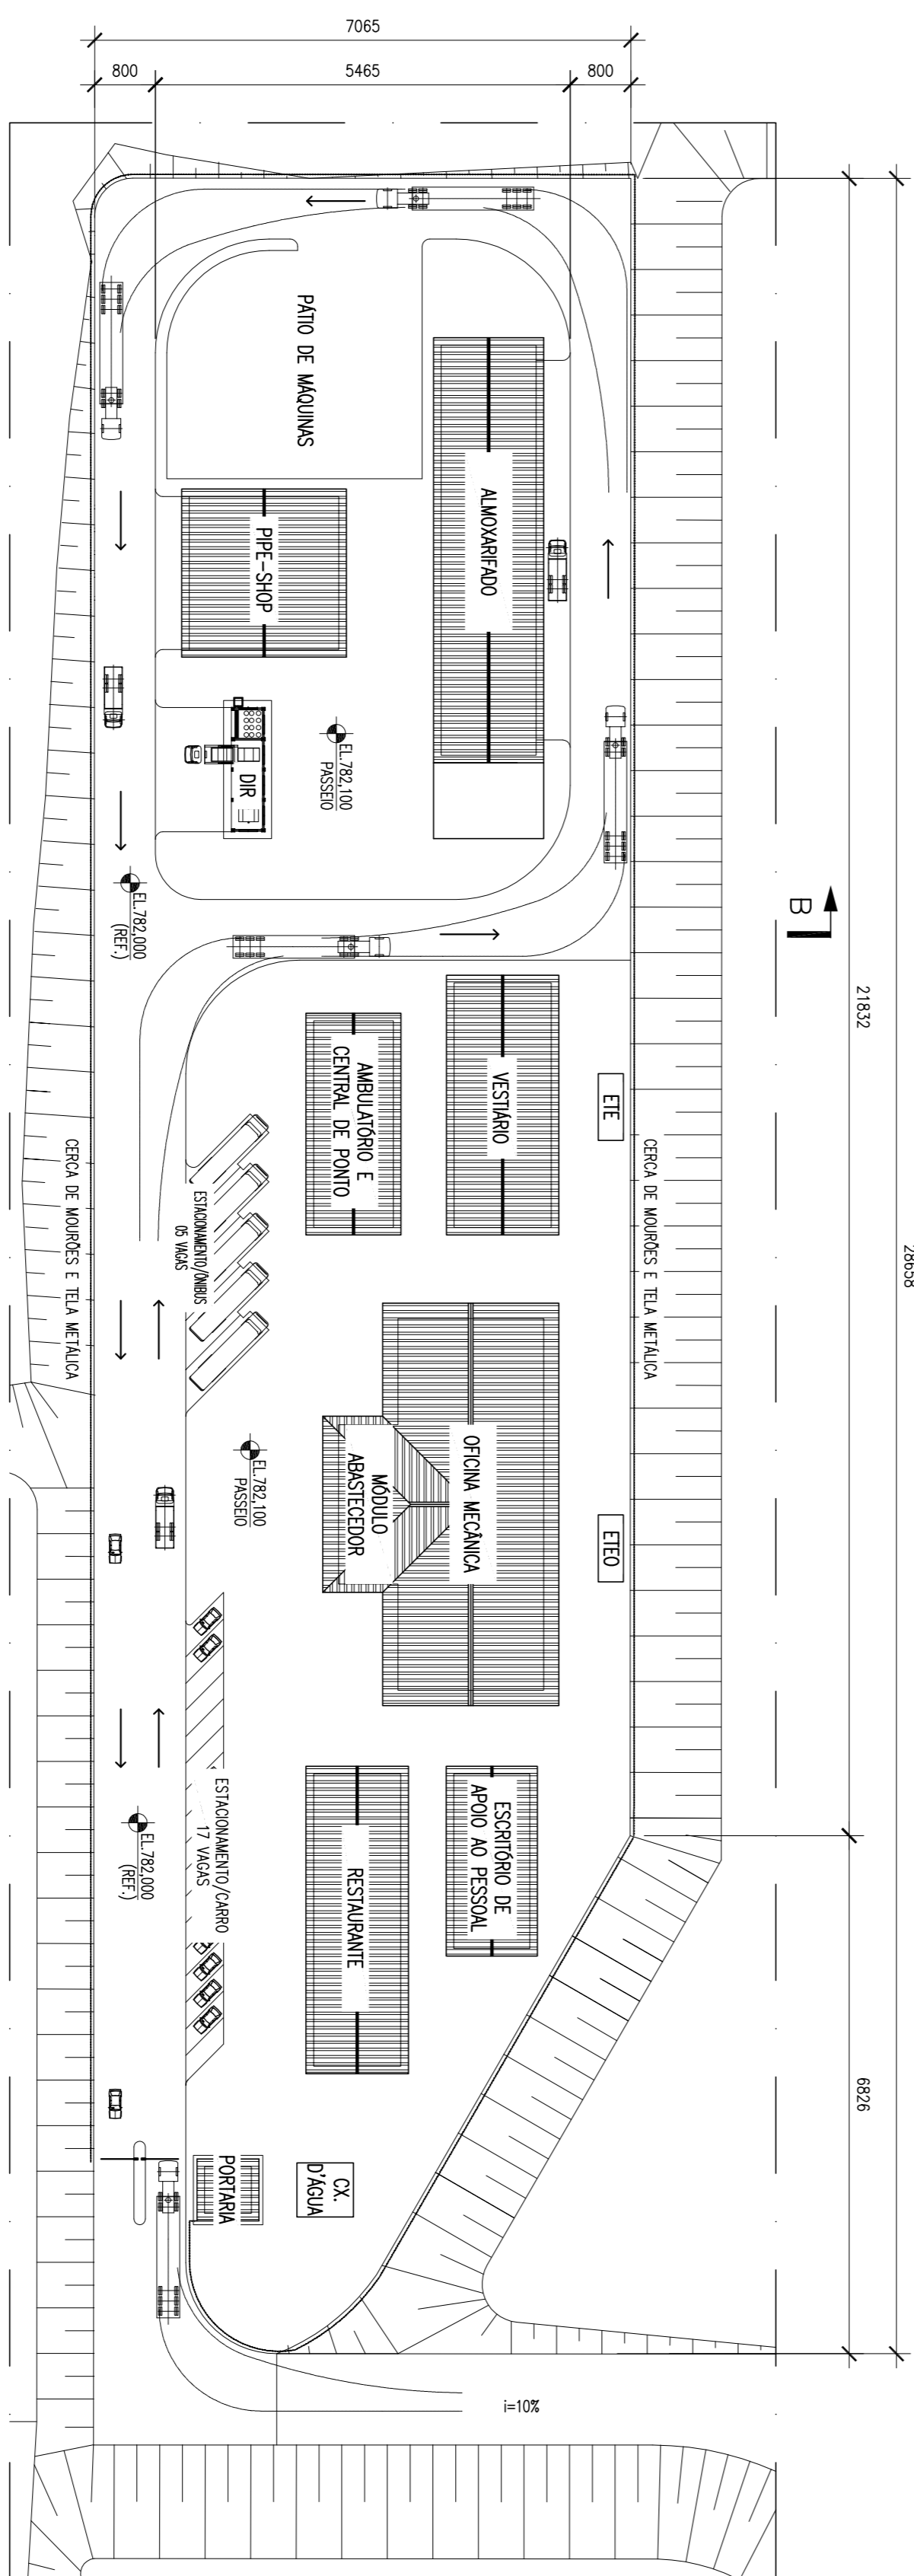 7065
800
5465
800
21832
28658
6826
B
PÁTIO DE MÁQUINAS
ALMOXARIFADO
PIPE-SHOP
DIR
EL.782,100
PASSEIO
EL.782,000
(REF.)
VESTIÁRIO
AMBULATÓRIO E
CENTRAL DE PONTO
ETE
CERCA DE MOURÕES E TELA METÁLICA
CERCA DE MOURÕES E TELA METÁLICA
ESTACIONAMENTO/ÔNIBUS
05 VAGAS
OFICINA MECÂNICA
MÓDULO
ABASTECEDOR
ETEO
EL.782,100
PASSEIO
ESTACIONAMENTO/CARRO
17 VAGAS
EL.782,000
(REF.)
ESCRITÓRIO DE
APOIO AO PESSOAL
RESTAURANTE
PORTARIA
CX.
D'ÁGUA
i=10%